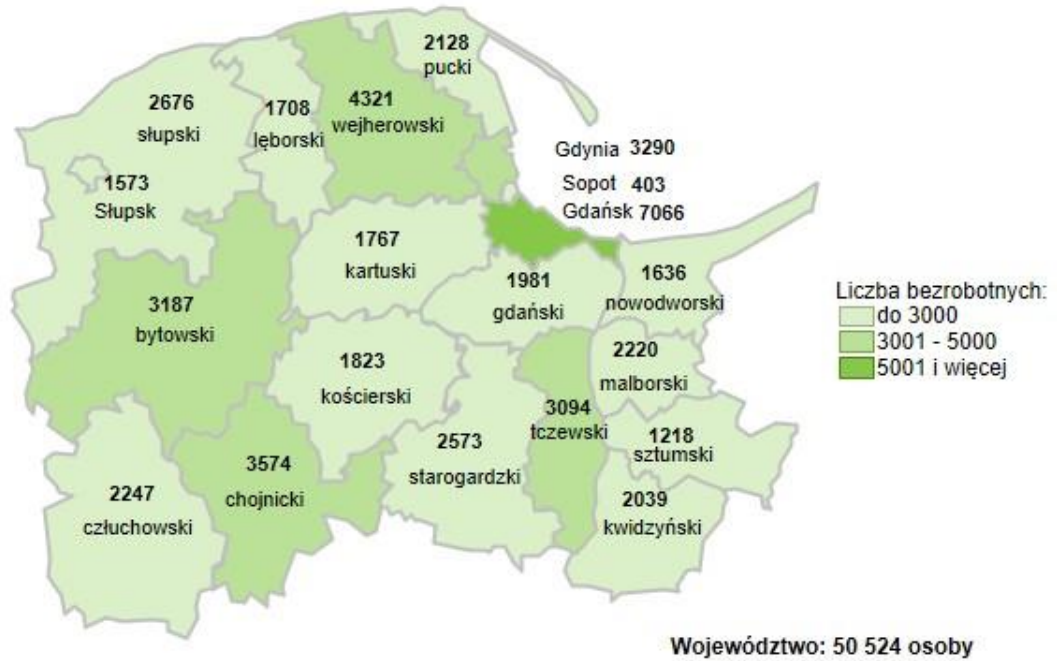 2128
pucki
2676
słupski
1708
lęborski
4321
wejherowski
Gdynia 3290
Sopot 403
Gdańsk 7066
1573
Słupsk
1767
kartuski
1981
gdański
1636
nowodworski
3187
bytowski
1823
kościerski
2220
malborski
3094
tczewski
2573
starogardzki
1218
sztumski
3574
chojnicki
2247
człuchowski
2039
kwidzyński
Liczba bezrobotnych:
do 3000
3001 - 5000
5001 i więcej
Województwo: 50 524 osoby